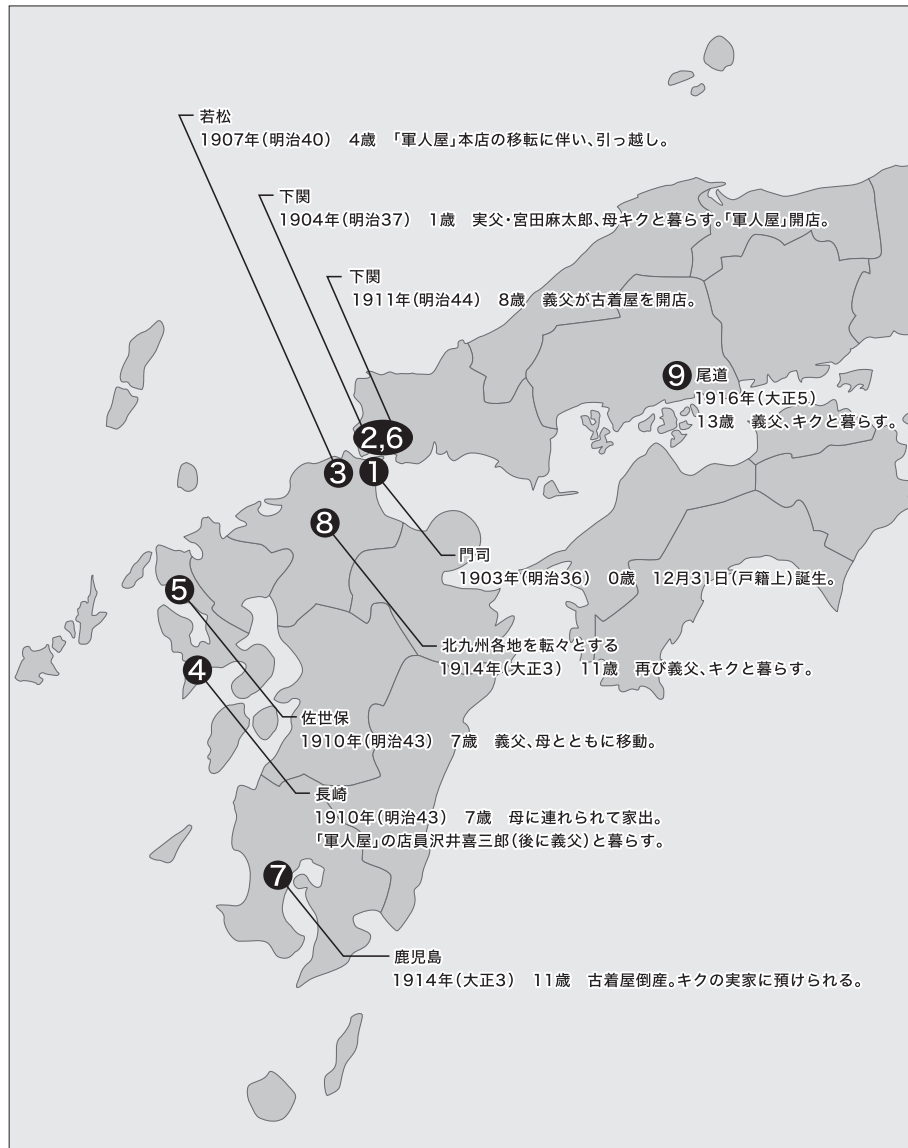 若松
1907年(明治40) 4歳 「軍人屋」本店の移転に伴い、引っ越し。
下関
1904年(明治37) 1歳 実父・宮田麻太郎、母キクと暮らす。「軍人屋」開店。
下関
1911年(明治44) 8歳 義父が古着屋を開店。
9 尾道
1916年(大正5)
13歳 義父、キクと暮らす。
2,6
3
1
8
門司
1903年(明治36) 0歳 12月31日(戸籍上)誕生。
5
北九州各地を転々とする
1914年(大正3) 11歳 再び義父、キクと暮らす。
4
佐世保
1910年(明治43) 7歳 義父、母とともに移動。
長崎
1910年(明治43) 7歳 母に連れられて家出。
「軍人屋」の店員沢井喜三郎(後に義父)と暮らす。
7
鹿児島
1914年(大正3) 11歳 古着屋倒産。キクの実家に預けられる。